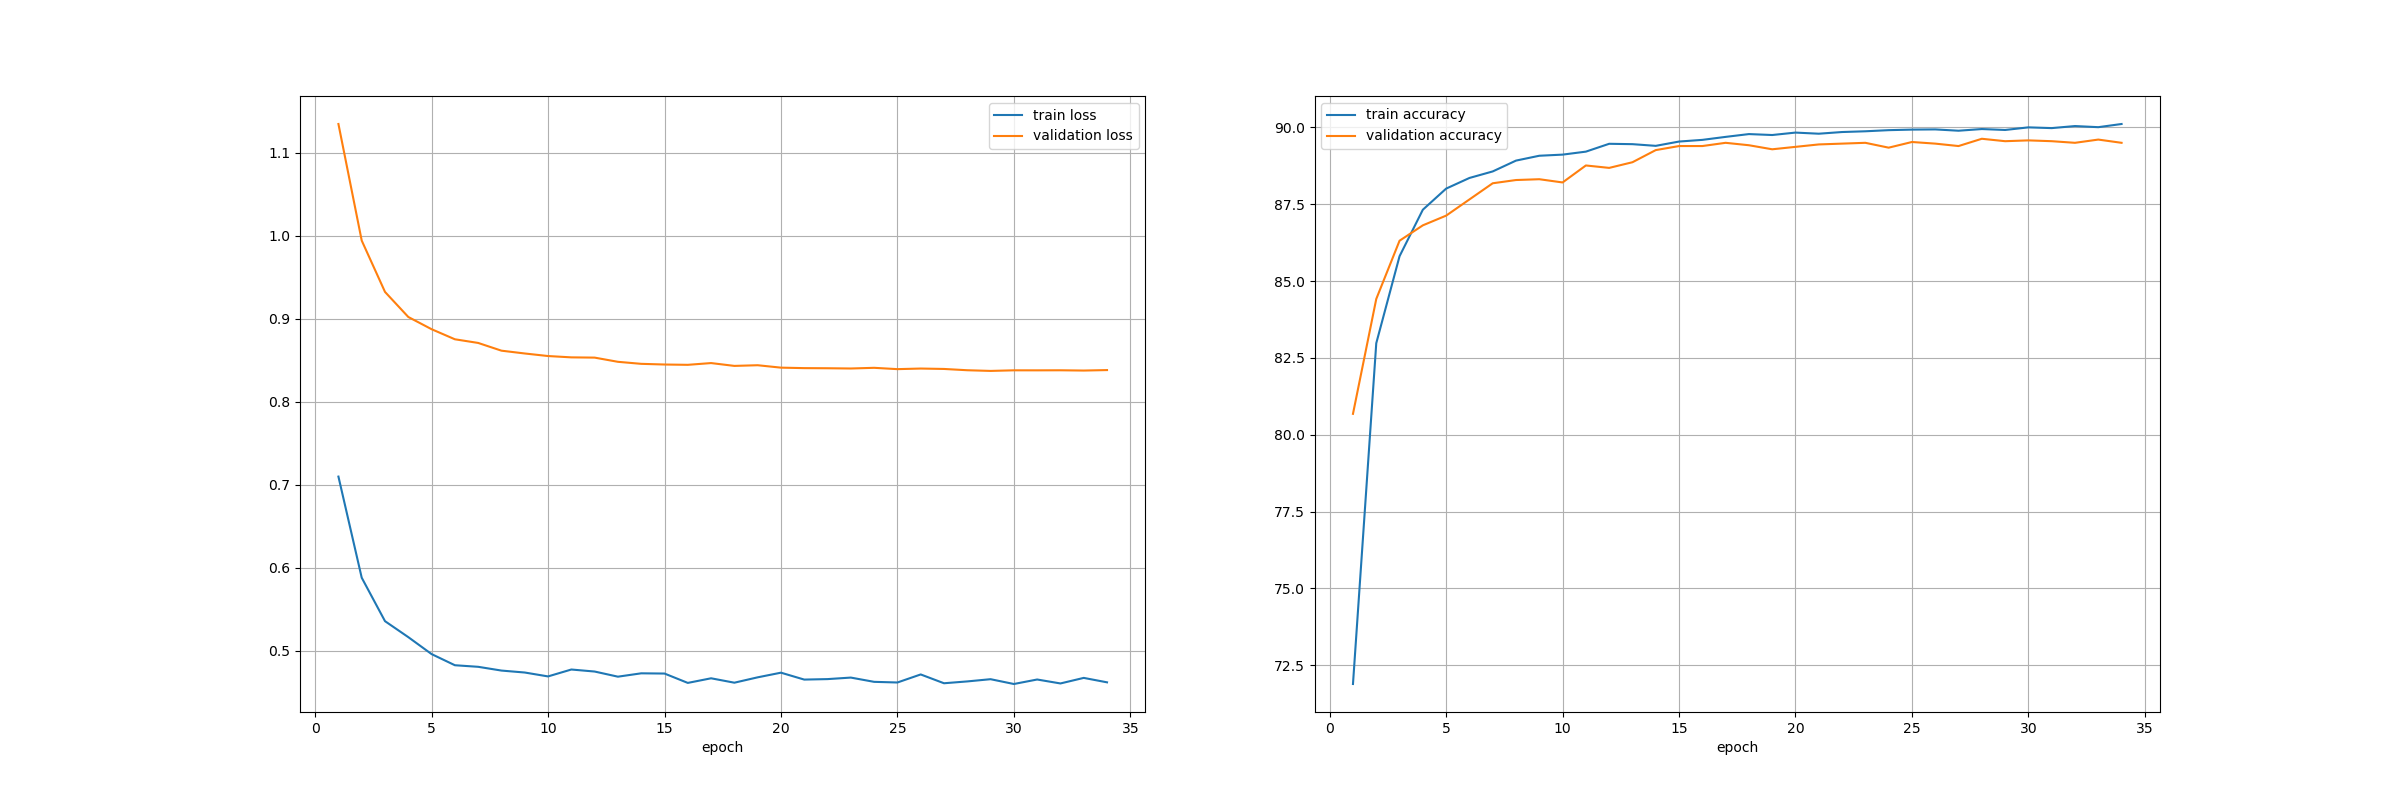 train loss
validation loss
1.1
1.0
0.9
0.8
0.7
0.6
0.5
0 5 10 15 20 25 30 35
epoch
train accuracy
validation accuracy
90.0
87.5
85.0
82.5
80.0
77.5
75.0
72.5
0 5 10 15 20 25 30 35
epoch